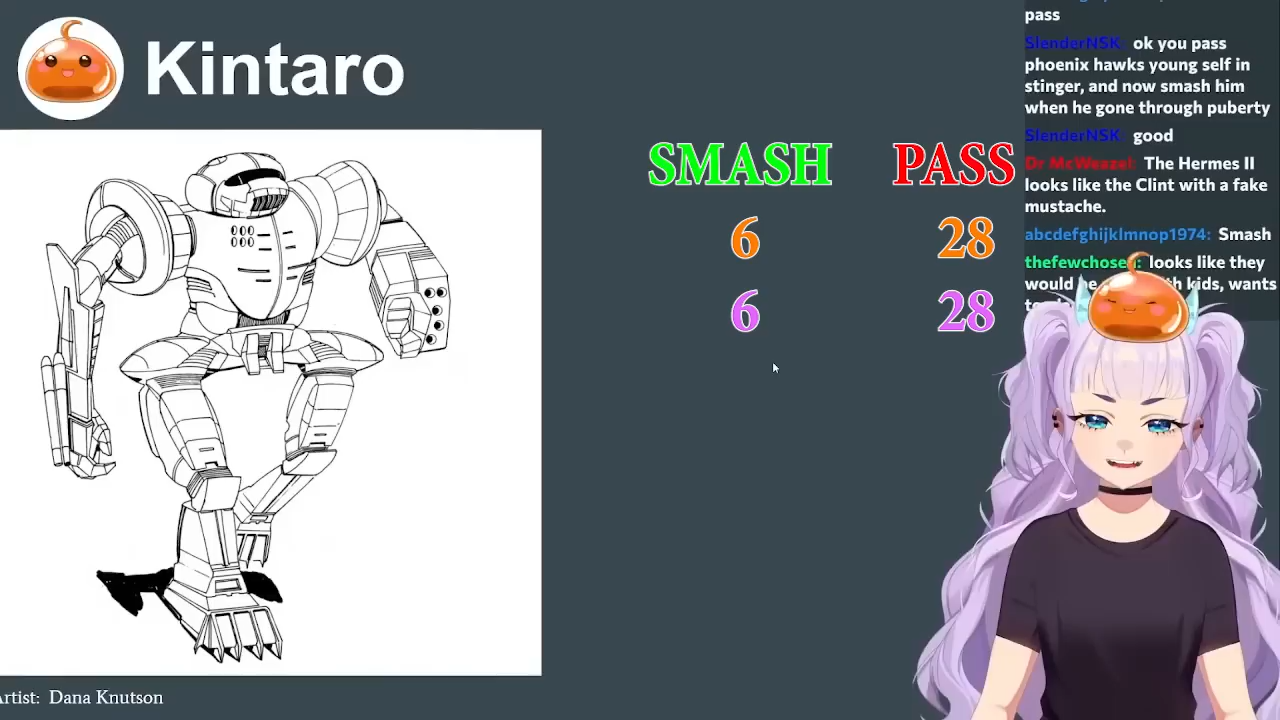 Kintaro
SMASH PASS
6 28
6 28
Artist: Dana Knutson
pass
SlenderNSK: ok you pass
phoenix hawks young self in
stinger, and now smash him
when he gone through puberty
SlenderNSK: good
Dr McWeazel: The Hermes II
looks like the Clint with a fake
mustache.
abcdefghijklmnop1974: Smash
thefewchosen: looks like they
would be kids, wants